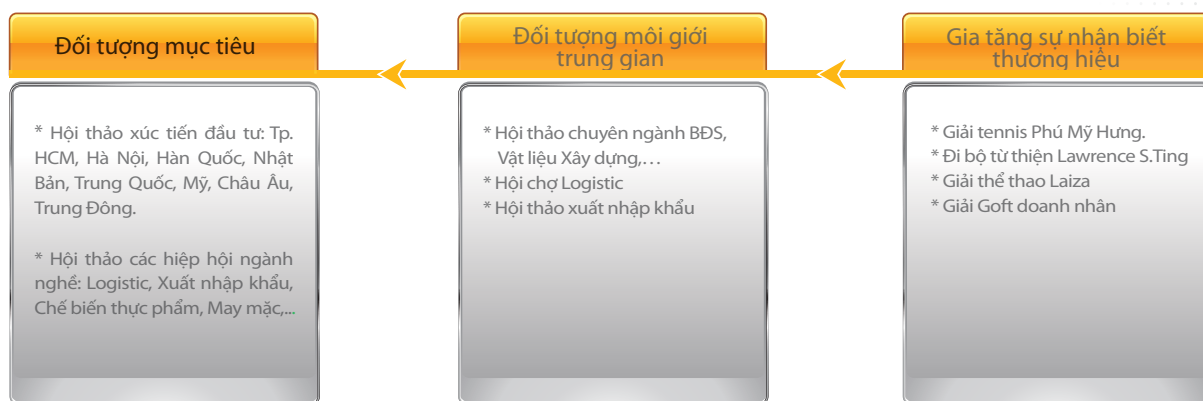 Đối tượng mục tiêu
* Hội thảo xúc tiến đầu tư: Tp.
HCM, Hà Nội, Hàn Quốc, Nhật
Bản, Trung Quốc, Mỹ, Châu Âu,
Trung Đông.
* Hội thảo các hiệp hội ngành
nghề: Logistic, Xuất nhập khẩu,
Chế biến thực phẩm, May mặc,...
Đối tượng môi giới
trung gian
* Hội thảo chuyên ngành BĐS,
Vật liệu Xây dựng,...
* Hội chợ Logistic
* Hội thảo xuất nhập khẩu
Gia tăng sự nhận biết
thương hiệu
* Giải tennis Phú Mỹ Hưng.
* Đi bộ từ thiện Lawrence S.Ting
* Giải thể thao Laiza
* Giải Goft doanh nhân